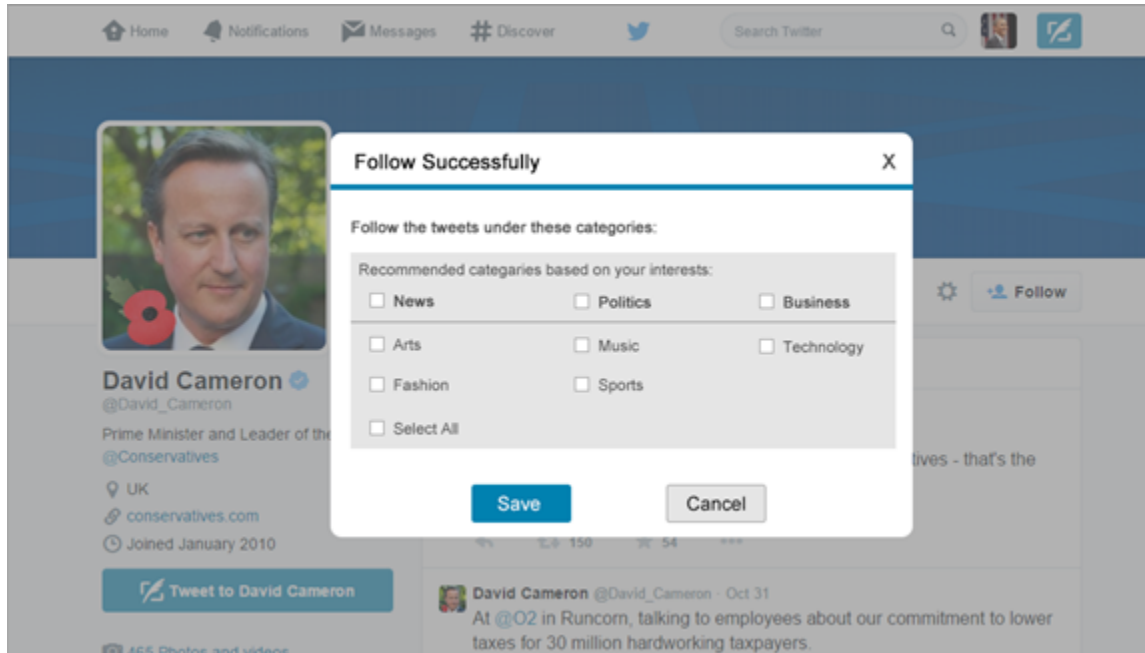 Home Notifications Messages Discover Search Twitter
Follow Successfully X
Follow the tweets under these categories:
Recommended categaries based on your interests:
News Politics Business
Arts Music Technology
Fashion Sports
Select All
Save Cancel
Follow
David Cameron
@David_Cameron
Prime Minister and Leader of the
@Conservatives
UK
conservatives.com
Joined January 2010
Tweet to David Cameron
465 Photos and videos
tives - that's the
150 54
David Cameron @David_Cameron · Oct 31
At @O2 in Runcorn, talking to employees about our commitment to lower
taxes for 30 million hardworking taxpayers.